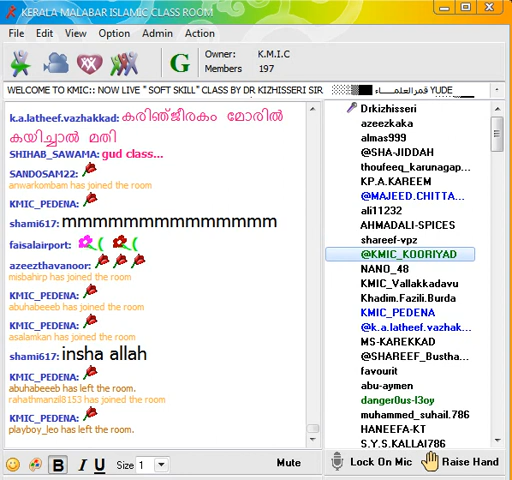 KERALA MALABAR ISLAMIC CLASS ROOM
File Edit View Option Admin Action
G Owner: K.M.I.C
Members 197
WELCOME TO KMIC:: NOW LIVE " SOFT SKILL" CLASS BY DR KIZHISSERI SIR YUDE
k.a.latheef.vazhakkad: കരിഞ്ജീരകം മോരിൽ
കയിച്ചാൽ മതി
SHIHAB_SAWAMA: gud class...
SANDOSAM22:
anwarkombam has joined the room
KMIC_PEDENA:
shami617: mmmmmmmmmmmmmm
faisalairport: ( (
azeezthavanoor:
misbahirp has joined the room
KMIC_PEDENA:
abuhabeeeb has joined the room
KMIC_PEDENA:
asalamkan has joined the room
shami617: insha allah
KMIC_PEDENA:
abuhabeeeb has left the room.
rahathmanzil8153 has joined the room
KMIC_PEDENA:
playboy_leo has left the room.
B I U Size 1 Mute
Drkizhisseri
azeezkaka
almas999
@SHA-JIDDAH
thoufeeq_karunagap...
KP.A.KAREEM
@MAJEED.CHITTA...
ali11232
AHMADALI-SPICES
shareef-vpz
@KMIC_KOORIYAD
NANO_48
KMIC_Vallakkadavu
Khadim.Fazili.Burda
KMIC_PEDENA
@k.a.latheef.vazhak...
MS-KAREKKAD
@SHAREEF_Bustha...
favourit
abu-aymen
danger0us-l3oy
muhammed_suhail.786
HANEEFA-KT
S.Y.S.KALLAI786
Lock On Mic Raise Hand